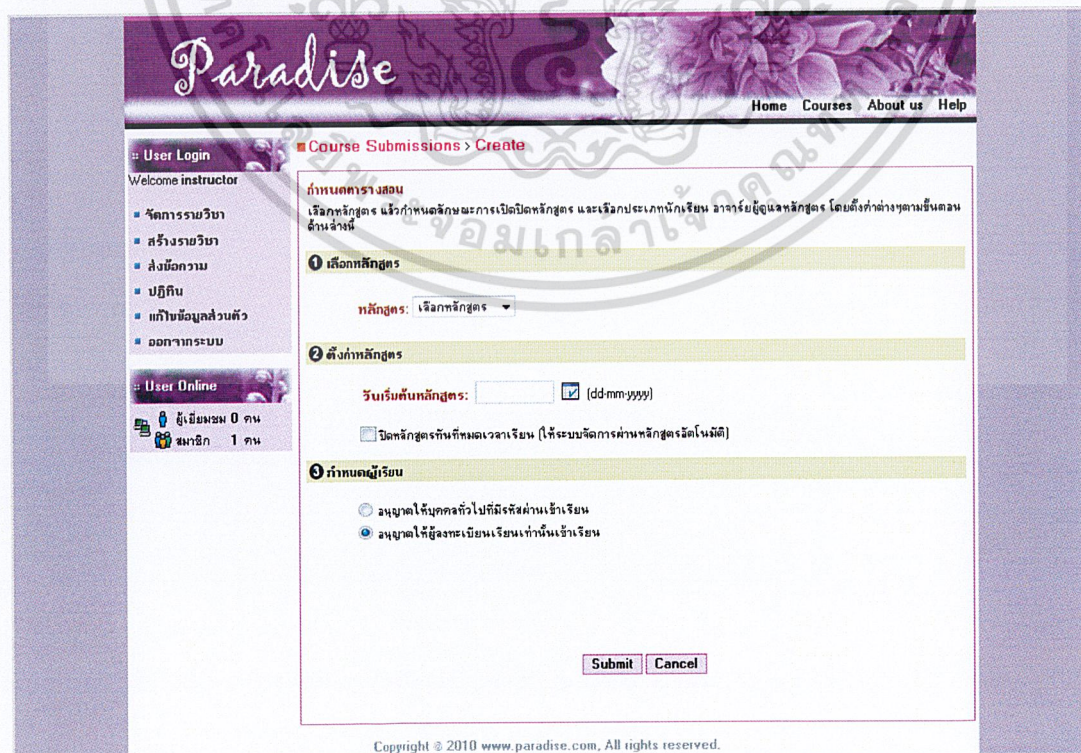 Paradise
Home Courses About us Help
:: User Login
Welcome instructor
จัดการรายวิชา
สร้างรายวิชา
ส่งข้อความ
ปฏิทิน
แก้ไขข้อมูลส่วนตัว
ออกจากระบบ
:: User Online
ผู้เยี่ยมชม 0 คน
สมาชิก 1 คน
Course Submissions > Create
กำหนดตารางสอน
เลือกหลักสูตร แล้วกำหนดลักษณะการเปิดปิดหลักสูตร และเลือกประเภทนักเรียน อาจารย์ผู้ดูแลหลักสูตร โดยตั้งค่าต่างๆตามขั้นตอน
ด้านล่างนี้
1 เลือกหลักสูตร
หลักสูตร: เลือกหลักสูตร
2 ตั้งค่าหลักสูตร
วันเริ่มต้นหลักสูตร: (dd-mm-yyyy)
ปิดหลักสูตรทันทีหมดเวลาเรียน (ให้ระบบจัดการผ่านหลักสูตรอัตโนมัติ)
3 กำหนดผู้เรียน
อนุญาตให้บุคคลทั่วไปที่มีรหัสผ่านเข้าเรียน
อนุญาตให้ผู้ลงทะเบียนเรียนเท่านั้นเข้าเรียน
Submit Cancel
Copyright © 2010 www.paradise.com, All rights reserved.